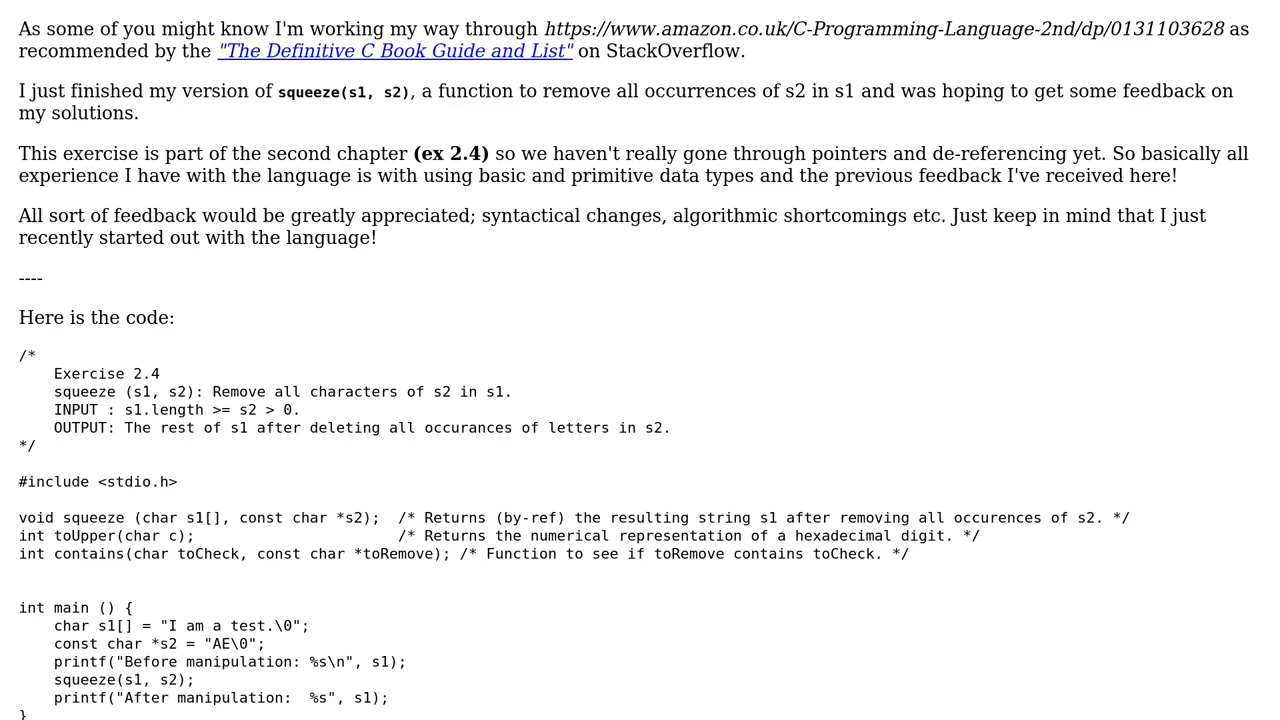 As some of you might know I'm working my way through https://www.amazon.co.uk/C-Programming-Language-2nd/dp/0131103628 as
recommended by the "The Definitive C Book Guide and List" on StackOverflow.
I just finished my version of squeeze(s1, s2), a function to remove all occurrences of s2 in s1 and was hoping to get some feedback on
my solutions.
This exercise is part of the second chapter (ex 2.4) so we haven't really gone through pointers and de-referencing yet. So basically all
experience I have with the language is with using basic and primitive data types and the previous feedback I've received here!
All sort of feedback would be greatly appreciated; syntactical changes, algorithmic shortcomings etc. Just keep in mind that I just
recently started out with the language!
----
Here is the code:
/*
    Exercise 2.4
    squeeze (s1, s2): Remove all characters of s2 in s1.
    INPUT : s1.length >= s2 > 0.
    OUTPUT: The rest of s1 after deleting all occurances of letters in s2.
*/
#include <stdio.h>
void squeeze (char s1[], const char *s2);  /* Returns (by-ref) the resulting string s1 after removing all occurences of s2. */
int toUpper(char c);                       /* Returns the numerical representation of a hexadecimal digit. */
int contains(char toCheck, const char *toRemove); /* Function to see if toRemove contains toCheck. */
int main () {
    char s1[] = "I am a test.\0";
    const char *s2 = "AE\0";
    printf("Before manipulation: %s\n", s1);
    squeeze(s1, s2);
    printf("After manipulation:  %s", s1);
}